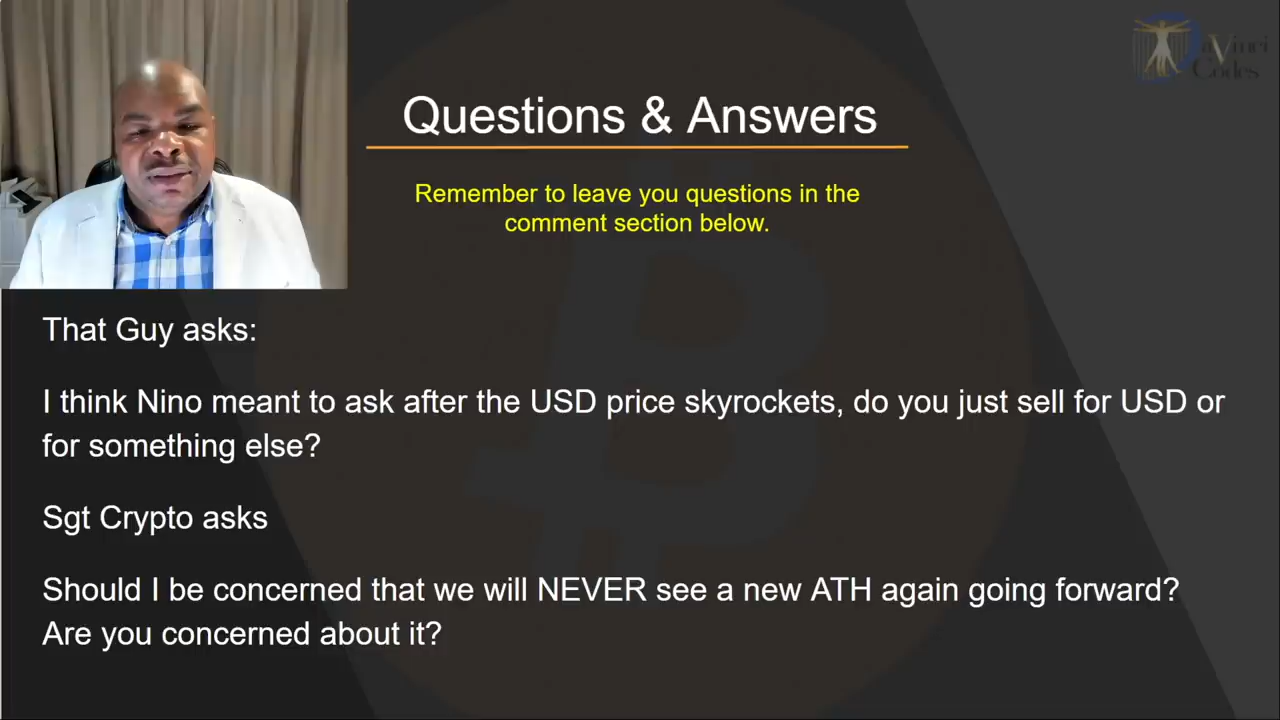 DaVinci
Codes
Questions & Answers
Remember to leave you questions in the
comment section below.
That Guy asks:
I think Nino meant to ask after the USD price skyrockets, do you just sell for USD or
for something else?
Sgt Crypto asks
Should I be concerned that we will NEVER see a new ATH again going forward?
Are you concerned about it?